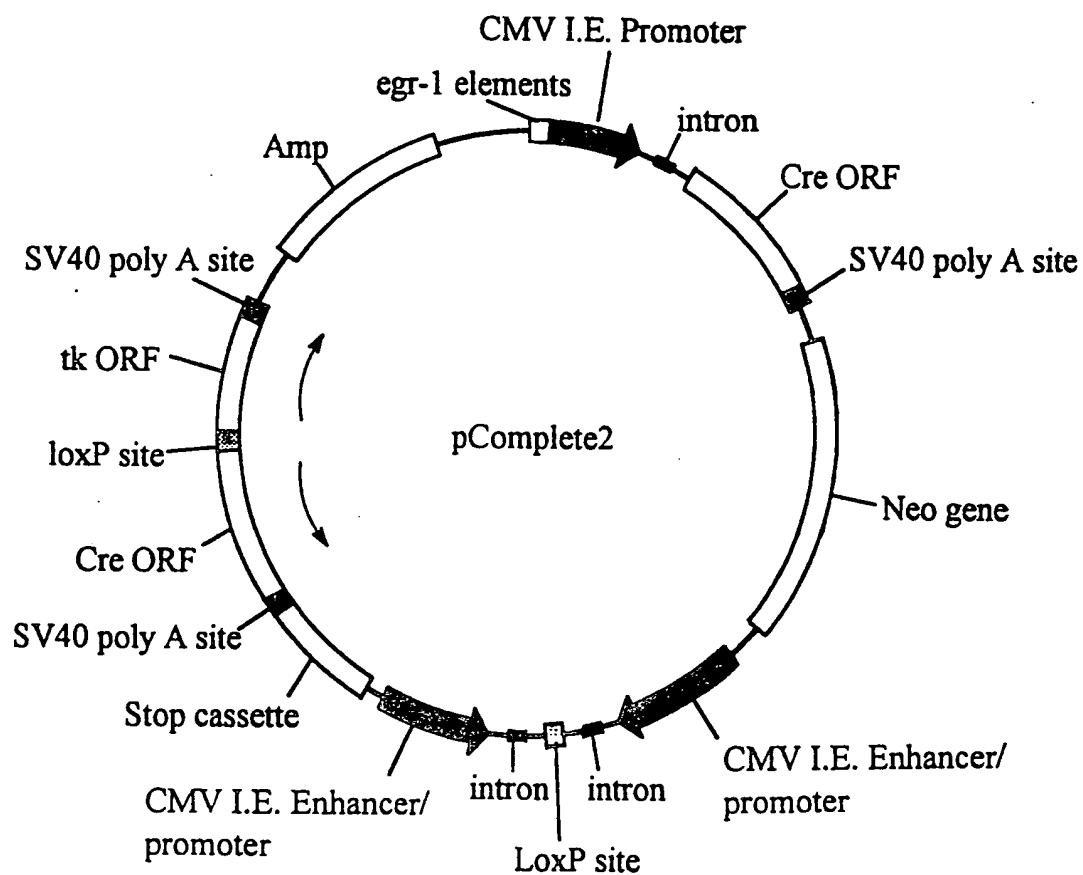 CMV I.E. Promoter
egr-1 elements
intron
Amp
Cre ORF
SV40 poly A site
SV40 poly A site
tk ORF
pComplete2
loxP site
Neo gene
Cre ORF
SV40 poly A site
Stop cassette
CMV I.E. Enhancer/
promoter
intron
intron
CMV I.E. Enhancer/
promoter
LoxP site